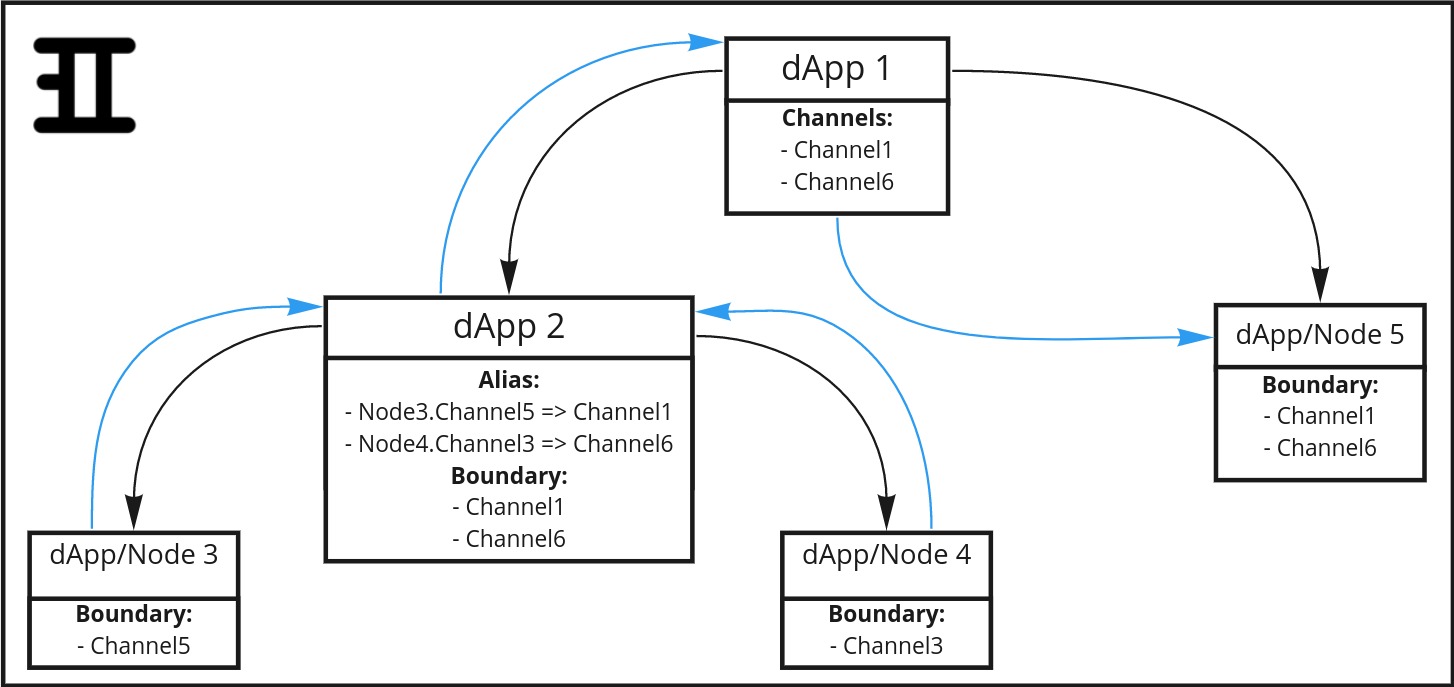 dApp 1
Channels:
- Channel1
- Channel6
dApp 2
Alias:
- Node3.Channel5 => Channel1
- Node4.Channel3 => Channel6
Boundary:
- Channel1
- Channel6
dApp/Node 5
Boundary:
- Channel1
- Channel6
dApp/Node 3
Boundary:
- Channel5
dApp/Node 4
Boundary:
- Channel3